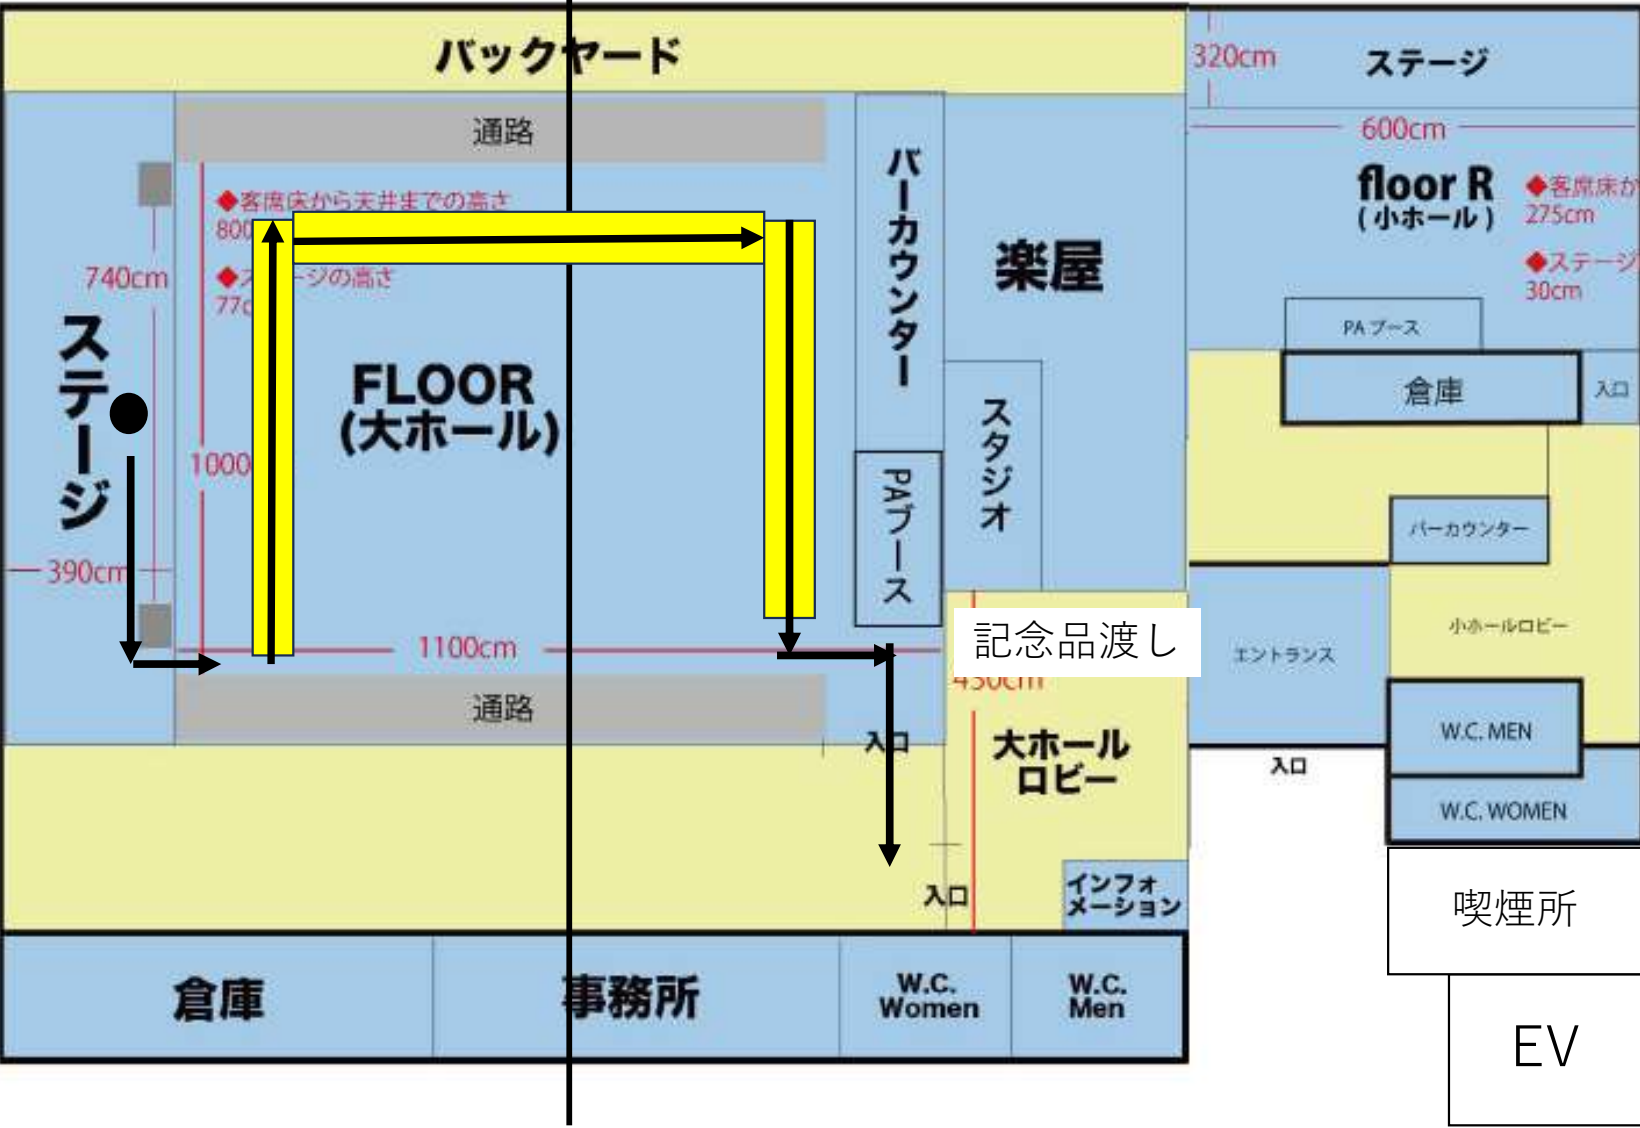 バックヤード
320cm
ステージ
通路
600cm
バーカウンター
floor R
(小ホール)
◆客席床か
275cm
◆ステージ
30cm
◆客席床から天井までの高さ
800
740cm
◆ス
ージの高さ
77c
楽屋
ステージ
PA ブース
FLOOR
(大ホール)
倉庫
入口
スタジオ
1000
PAブース
バーカウンター
390cm
小ホールロビー
1100cm
記念品渡し
エントランス
430cm
通路
入口
大ホール
ロビー
W.C. MEN
入口
W.C. WOMEN
入口
インフォ
メーション
喫煙所
倉庫
事務所
W.C.
Women
W.C.
Men
EV